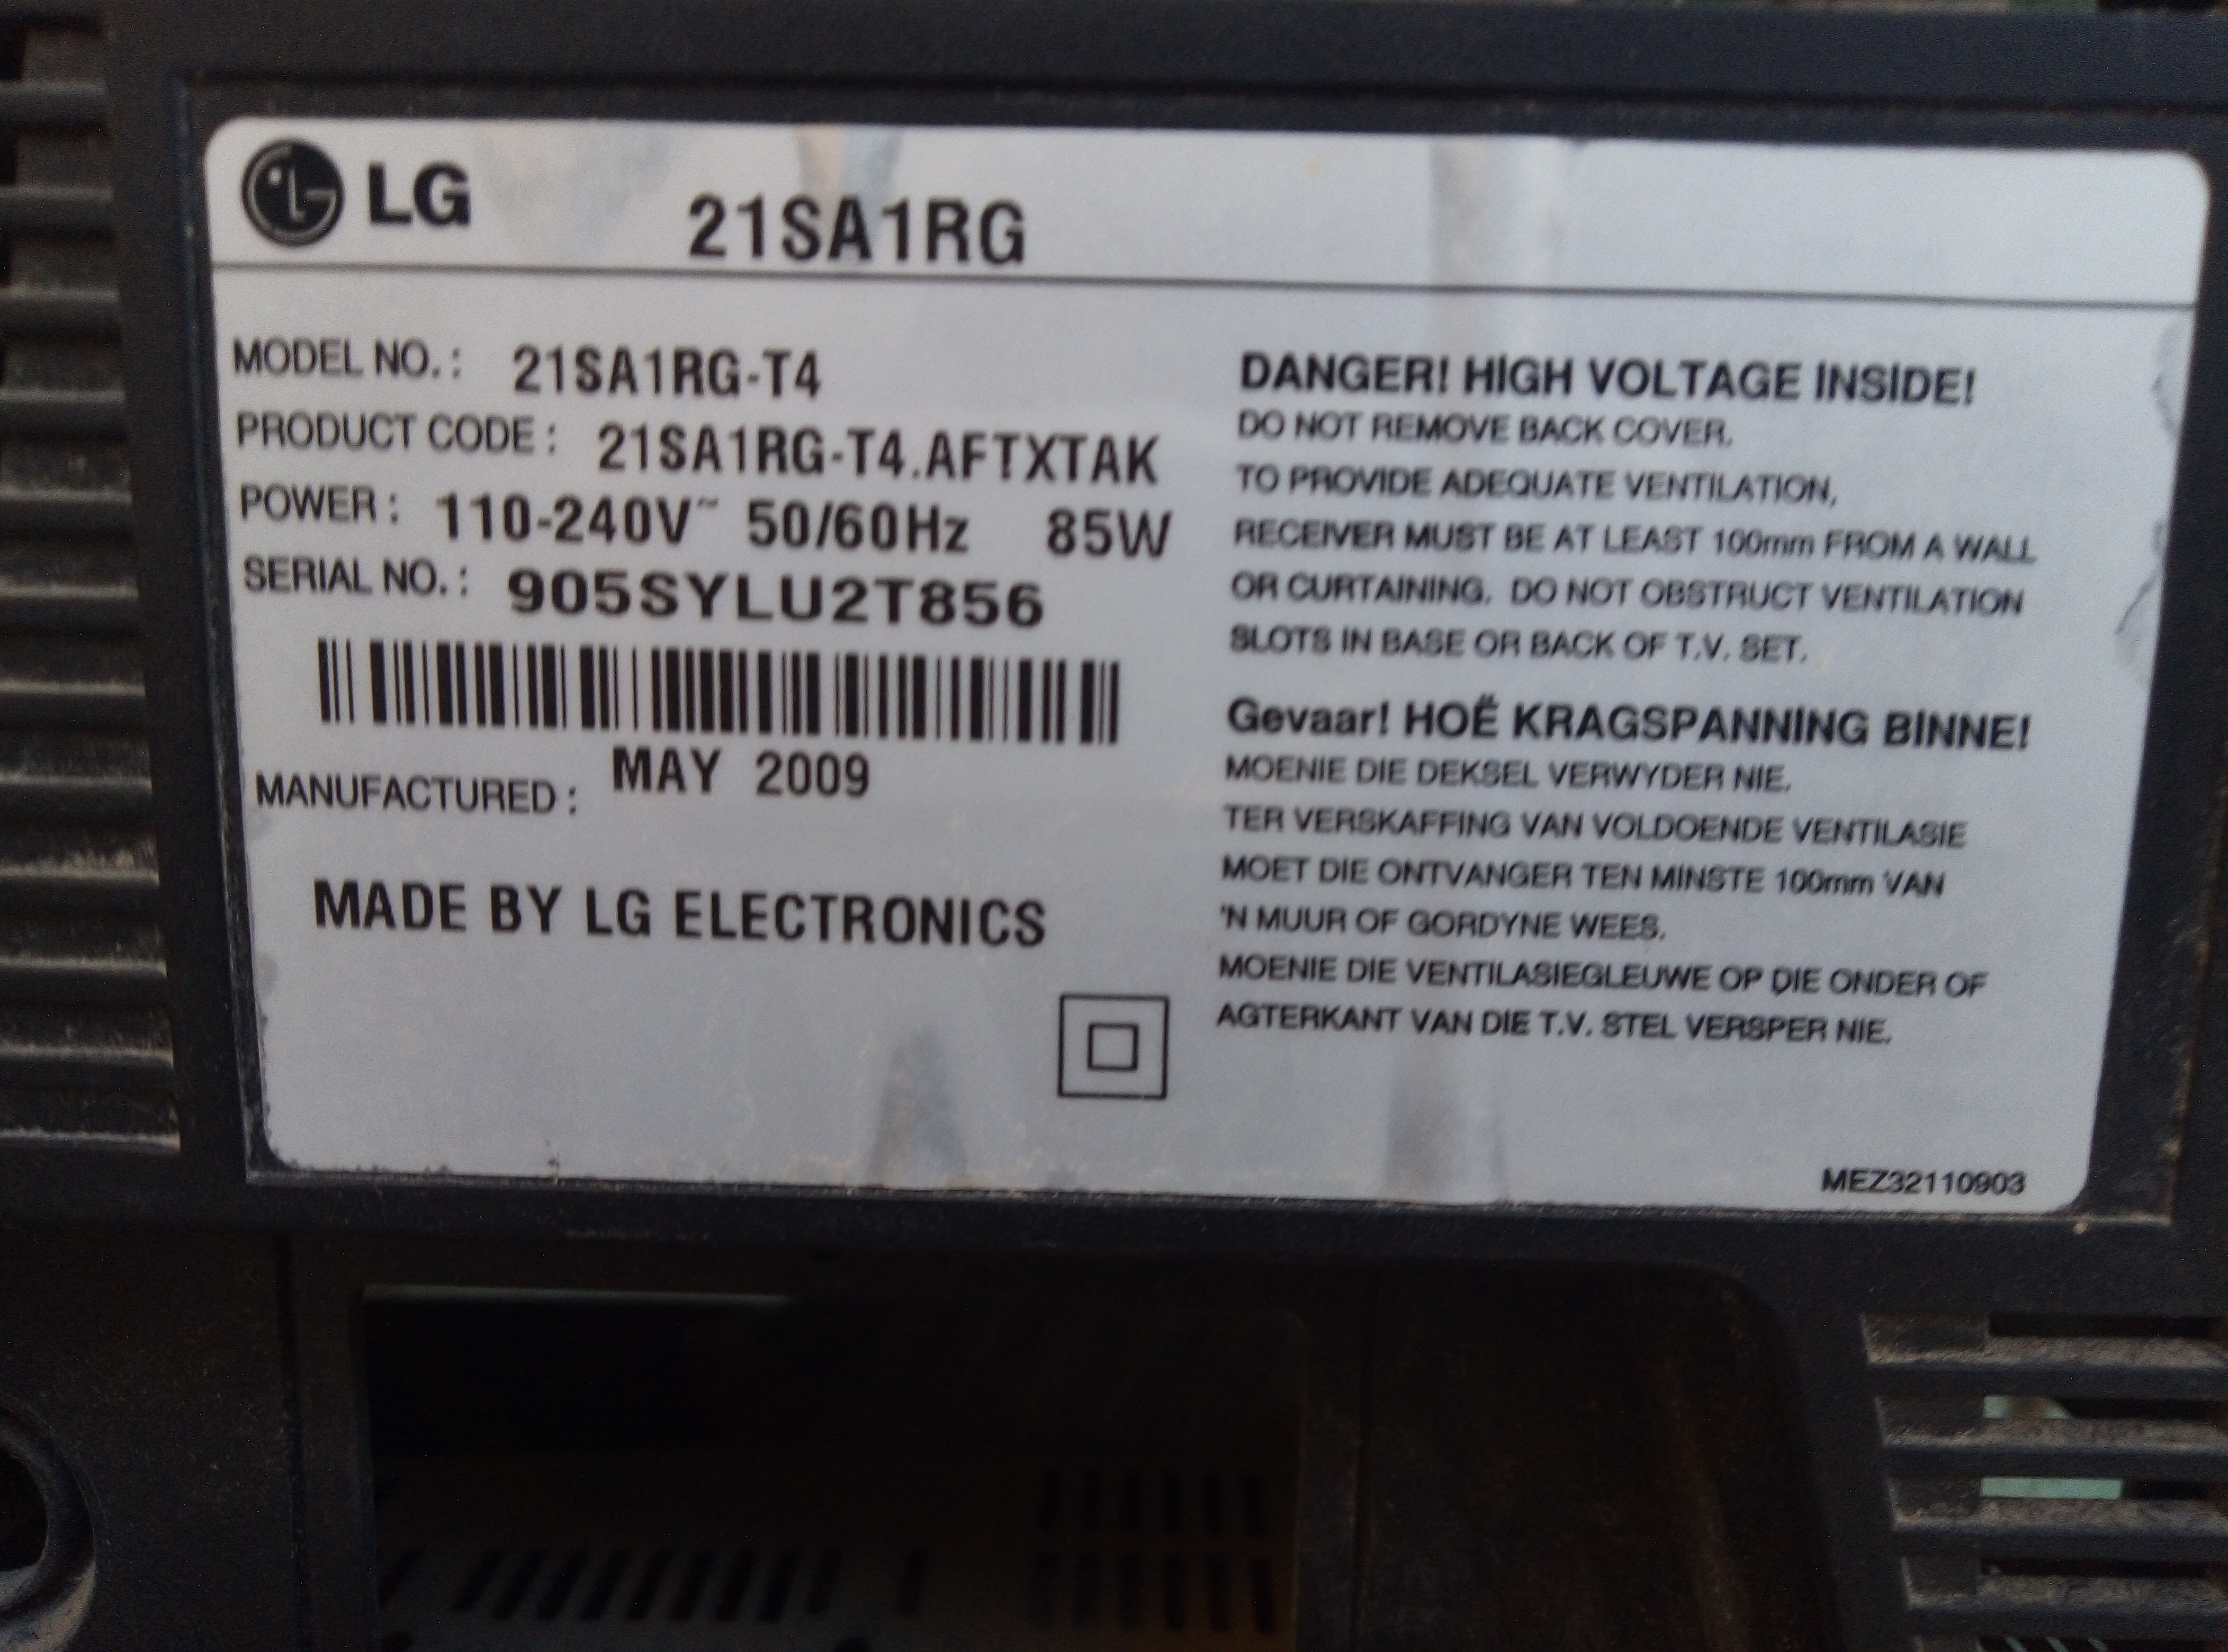 LG
21SA1RG
MODEL NO. : 21SA1RG-T4
PRODUCT CODE : 21SA1RG-T4.AFTXTAK
POWER : 110-240V~ 50/60Hz 85W
SERIAL NO. : 905SYLU2T856
MANUFACTURED : MAY 2009
MADE BY LG ELECTRONICS
DANGER! HIGH VOLTAGE INSIDE!
DO NOT REMOVE BACK COVER.
TO PROVIDE ADEQUATE VENTILATION,
RECEIVER MUST BE AT LEAST 100mm FROM A WALL
OR CURTAINING. DO NOT OBSTRUCT VENTILATION
SLOTS IN BASE OR BACK OF T.V. SET.
Gevaar! HOË KRAGSPANNING BINNE!
MOENIE DIE DEKSEL VERWYDER NIE.
TER VERSKAFFING VAN VOLDOENDE VENTILASIE
MOET DIE ONTVANGER TEN MINSTE 100mm VAN
'N MUUR OF GORDYNE WEES.
MOENIE DIE VENTILASIEGLEUWE OP DIE ONDER OF
AGTERKANT VAN DIE T.V. STEL VERSPER NIE.
MEZ32110903